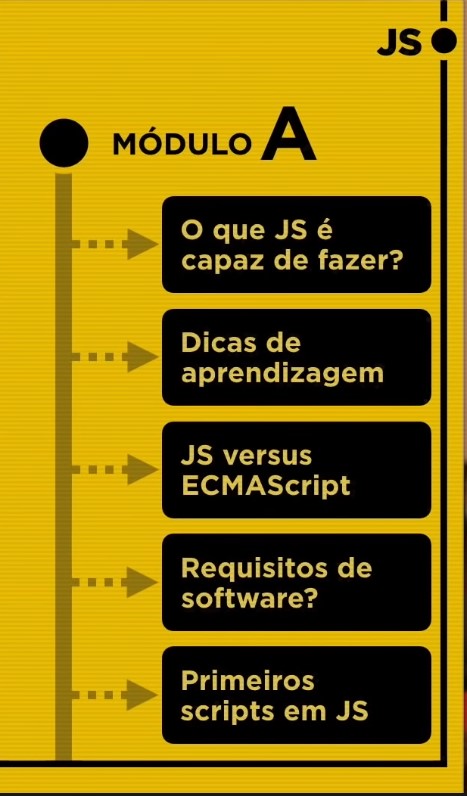 JS
MÓDULO A
O que JS é
capaz de fazer?
Dicas de
aprendizagem
JS versus
ECMAScript
Requisitos de
software?
Primeiros
scripts em JS